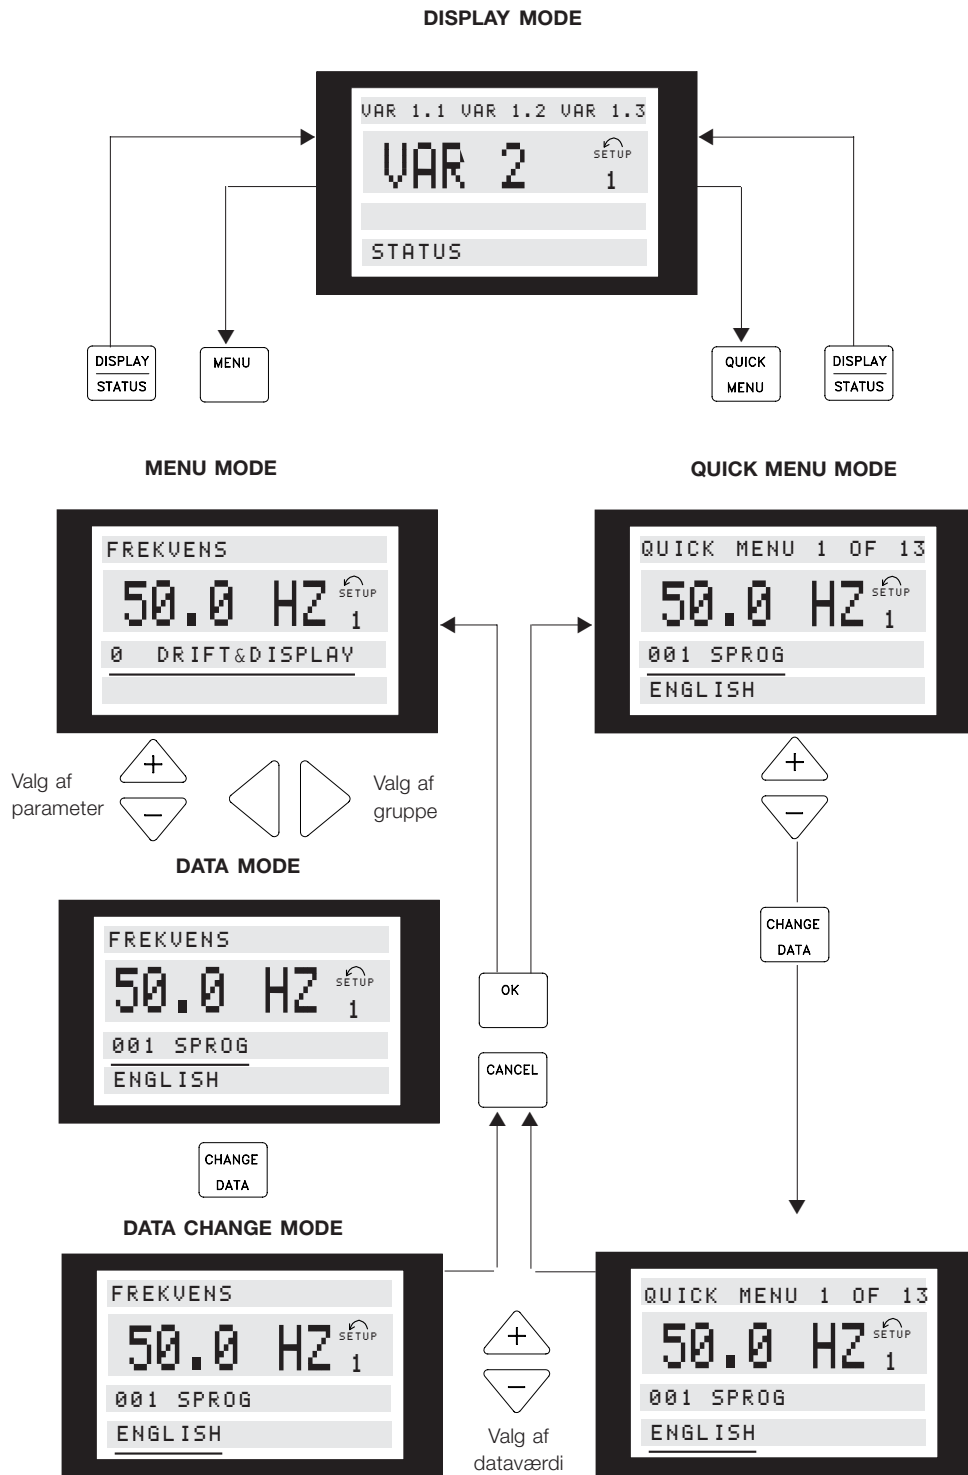 DISPLAY MODE
VAR 1.1 VAR 1.2 VAR 1.3
VAR 2
SETUP
1
STATUS
DISPLAY
STATUS
MENU
QUICK
MENU
DISPLAY
STATUS
MENU MODE
FREKVENS
50.0 HZ
SETUP
1
0 DRIFT&DISPLAY
Valg af
parameter
+
-
Valg af
gruppe
QUICK MENU MODE
QUICK MENU 1 OF 13
50.0 HZ
SETUP
1
001 SPROG
ENGLISH
+
-
CHANGE
DATA
DATA MODE
FREKVENS
50.0 HZ
SETUP
1
001 SPROG
ENGLISH
CHANGE
DATA
OK
CANCEL
DATA CHANGE MODE
FREKVENS
50.0 HZ
SETUP
1
001 SPROG
ENGLISH
+
-
Valg af
dataværdi
QUICK MENU 1 OF 13
50.0 HZ
SETUP
1
001 SPROG
ENGLISH